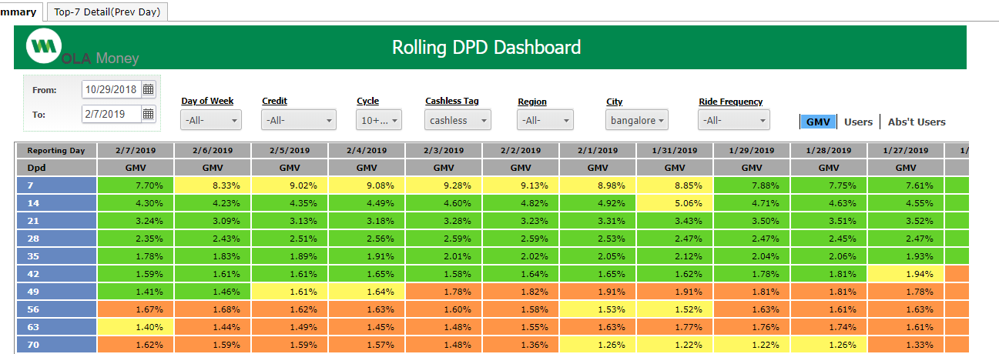 mmary Top-7 Detail(Prev Day)
OLA Money
Rolling DPD Dashboard
From: 10/29/2018
To: 2/7/2019
Day of Week Credit Cycle Cashless Tag Region City Ride Frequency
-All- -All- 10+... cashless -All- bangalore -All- GMV Users Abs't Users
Reporting Day 2/7/2019 2/6/2019 2/5/2019 2/4/2019 2/3/2019 2/2/2019 2/1/2019 1/31/2019 1/29/2019 1/28/2019 1/27/2019 1/
Dpd GMV GMV GMV GMV GMV GMV GMV GMV GMV GMV GMV
7 7.70% 8.33% 9.02% 9.08% 9.28% 9.13% 8.98% 8.85% 7.88% 7.75% 7.61%
14 4.30% 4.23% 4.35% 4.49% 4.60% 4.82% 4.92% 5.06% 4.71% 4.63% 4.55%
21 3.24% 3.09% 3.13% 3.18% 3.28% 3.23% 3.31% 3.43% 3.50% 3.51% 3.52%
28 2.35% 2.43% 2.51% 2.56% 2.59% 2.59% 2.53% 2.47% 2.47% 2.45% 2.47%
35 1.78% 1.83% 1.89% 1.91% 2.01% 2.02% 2.05% 2.12% 2.04% 2.06% 1.93%
42 1.59% 1.61% 1.61% 1.65% 1.58% 1.64% 1.65% 1.62% 1.78% 1.81% 1.94%
49 1.41% 1.46% 1.61% 1.64% 1.78% 1.82% 1.91% 1.91% 1.81% 1.81% 1.78%
56 1.67% 1.68% 1.62% 1.63% 1.60% 1.58% 1.53% 1.52% 1.63% 1.61% 1.63%
63 1.40% 1.44% 1.49% 1.45% 1.48% 1.55% 1.63% 1.77% 1.76% 1.74% 1.61%
70 1.62% 1.59% 1.59% 1.57% 1.48% 1.36% 1.26% 1.22% 1.22% 1.26% 1.33%